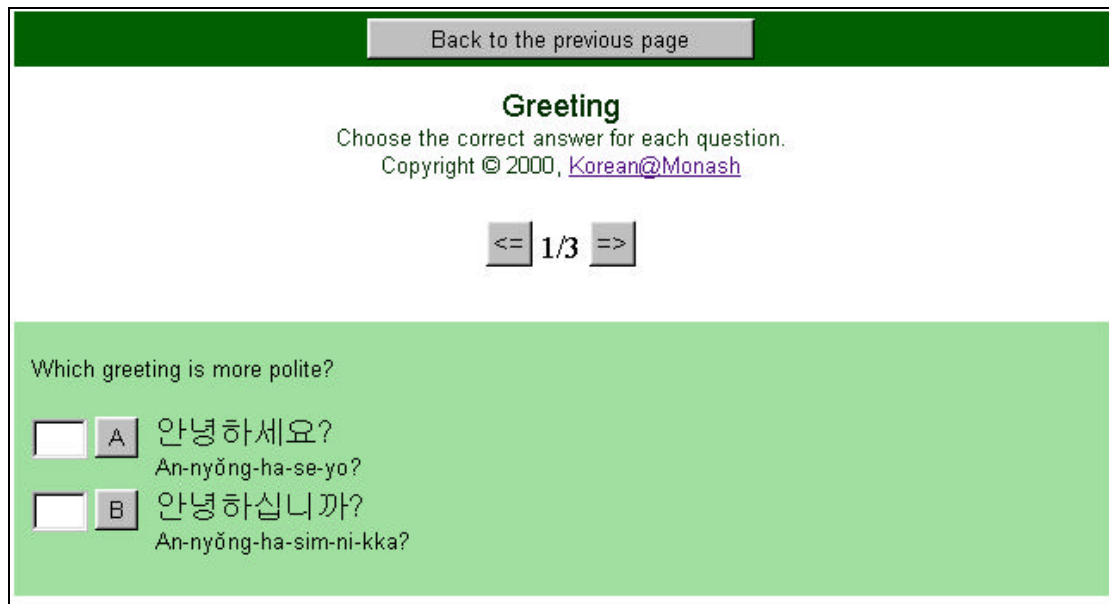 Back to the previous page
Greeting
Choose the correct answer for each question.
Copyright © 2000, Korean@Monash
<= 1/3 =>
Which greeting is more polite?
A 안녕하세요?
An-nyǒng-ha-se-yo?
B 안녕하십니까?
An-nyǒng-ha-sim-ni-kka?